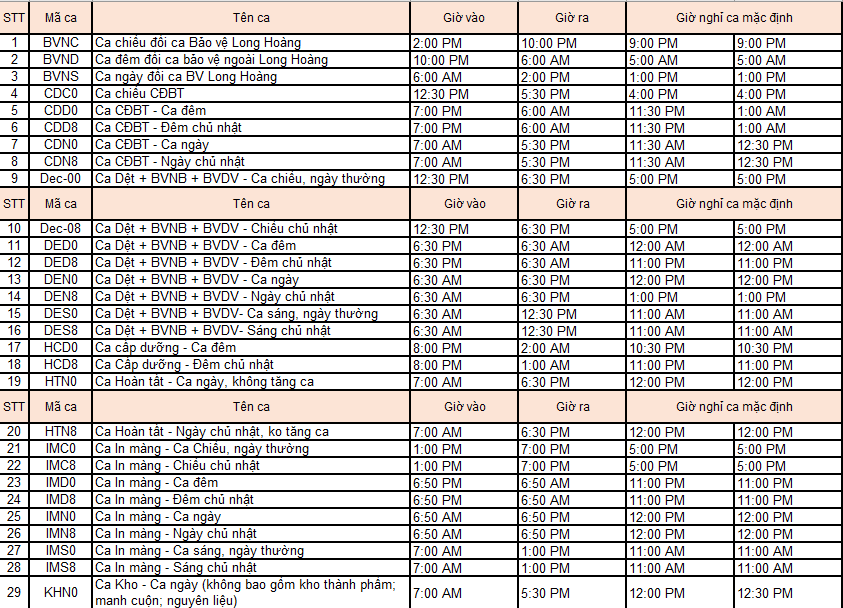 STT Mã ca Tên ca Giờ vào Giờ ra Giờ nghỉ ca mặc định
1 BVNC Ca chiều đổi ca Bảo vệ Long Hoàng 2:00 PM 10:00 PM 9:00 PM 9:00 PM
2 BVND Ca đêm đổi ca bảo vệ ngoài Long Hoàng 10:00 PM 6:00 AM 5:00 AM 5:00 AM
3 BVNS Ca ngày đổi ca BV Long Hoàng 6:00 AM 2:00 PM 1:00 PM 1:00 PM
4 CDC0 Ca chiều CĐBT 12:30 PM 5:30 PM 4:00 PM 4:00 PM
5 CDD0 Ca CĐBT - Ca đêm 7:00 PM 6:00 AM 11:30 PM 1:00 AM
6 CDD8 Ca CĐBT - Đêm chủ nhật 7:00 PM 6:00 AM 11:30 PM 1:00 AM
7 CDN0 Ca CĐBT - Ca ngày 7:00 AM 5:30 PM 11:30 AM 12:30 PM
8 CDN8 Ca CĐBT - Ngày chủ nhật 7:00 AM 5:30 PM 11:30 AM 12:30 PM
9 Dec-00 Ca Dệt + BVNB + BVDV - Ca chiều, ngày thường 12:30 PM 6:30 PM 5:00 PM 5:00 PM
STT Mã ca Tên ca Giờ vào Giờ ra Giờ nghỉ ca mặc định
10 Dec-08 Ca Dệt + BVNB + BVDV - Chiều chủ nhật 12:30 PM 6:30 PM 5:00 PM 5:00 PM
11 DED0 Ca Dệt + BVNB + BVDV - Ca đêm 6:30 PM 6:30 AM 12:00 AM 12:00 AM
12 DED8 Ca Dệt + BVNB + BVDV - Đêm chủ nhật 6:30 PM 6:30 AM 11:00 PM 11:00 PM
13 DEN0 Ca Dệt + BVNB + BVDV - Ca ngày 6:30 AM 6:30 PM 12:00 PM 12:00 PM
14 DEN8 Ca Dệt + BVNB + BVDV - Ngày chủ nhật 6:30 AM 6:30 PM 1:00 PM 1:00 PM
15 DES0 Ca Dệt + BVNB + BVDV- Ca sáng, ngày thường 6:30 AM 12:30 PM 11:00 AM 11:00 AM
16 DES8 Ca Dệt + BVNB + BVDV- Sáng chủ nhật 6:30 AM 12:30 PM 11:00 AM 11:00 AM
17 HCD0 Ca cấp dưỡng - Ca đêm 8:00 PM 2:00 AM 10:30 PM 10:30 PM
18 HCD8 Ca Cấp dưỡng - Đêm chủ nhật 8:00 PM 1:00 AM 11:00 PM 11:00 PM
19 HTN0 Ca Hoàn tất - Ca ngày, không tăng ca 7:00 AM 6:30 PM 12:00 PM 12:00 PM
STT Mã ca Tên ca Giờ vào Giờ ra Giờ nghỉ ca mặc định
20 HTN8 Ca Hoàn tất - Ngày chủ nhật, ko tăng ca 7:00 AM 6:30 PM 12:00 PM 12:00 PM
21 IMC0 Ca In màng - Ca Chiều, ngày thường 1:00 PM 7:00 PM 5:00 PM 5:00 PM
22 IMC8 Ca In màng - Chiều chủ nhật 1:00 PM 7:00 PM 5:00 PM 5:00 PM
23 IMD0 Ca In màng - Ca đêm 6:50 PM 6:50 AM 11:00 PM 11:00 PM
24 IMD8 Ca In màng - Đêm chủ nhật 6:50 PM 6:50 AM 11:00 PM 11:00 PM
25 IMN0 Ca In màng - Ca ngày 6:50 AM 6:50 PM 12:00 PM 12:00 PM
26 IMN8 Ca In màng - Ngày chủ nhật 6:50 AM 6:50 PM 12:00 PM 12:00 PM
27 IMS0 Ca In màng - Ca sáng, ngày thường 7:00 AM 1:00 PM 11:00 AM 11:00 AM
28 IMS8 Ca In màng - Sáng chủ nhật 7:00 AM 1:00 PM 11:00 AM 11:00 AM
29 KHN0 Ca Kho - Ca ngày (không bao gồm kho thành phẩm; 7:00 AM 5:30 PM 12:00 PM 12:30 PM
manh cuộn; nguyên liệu)